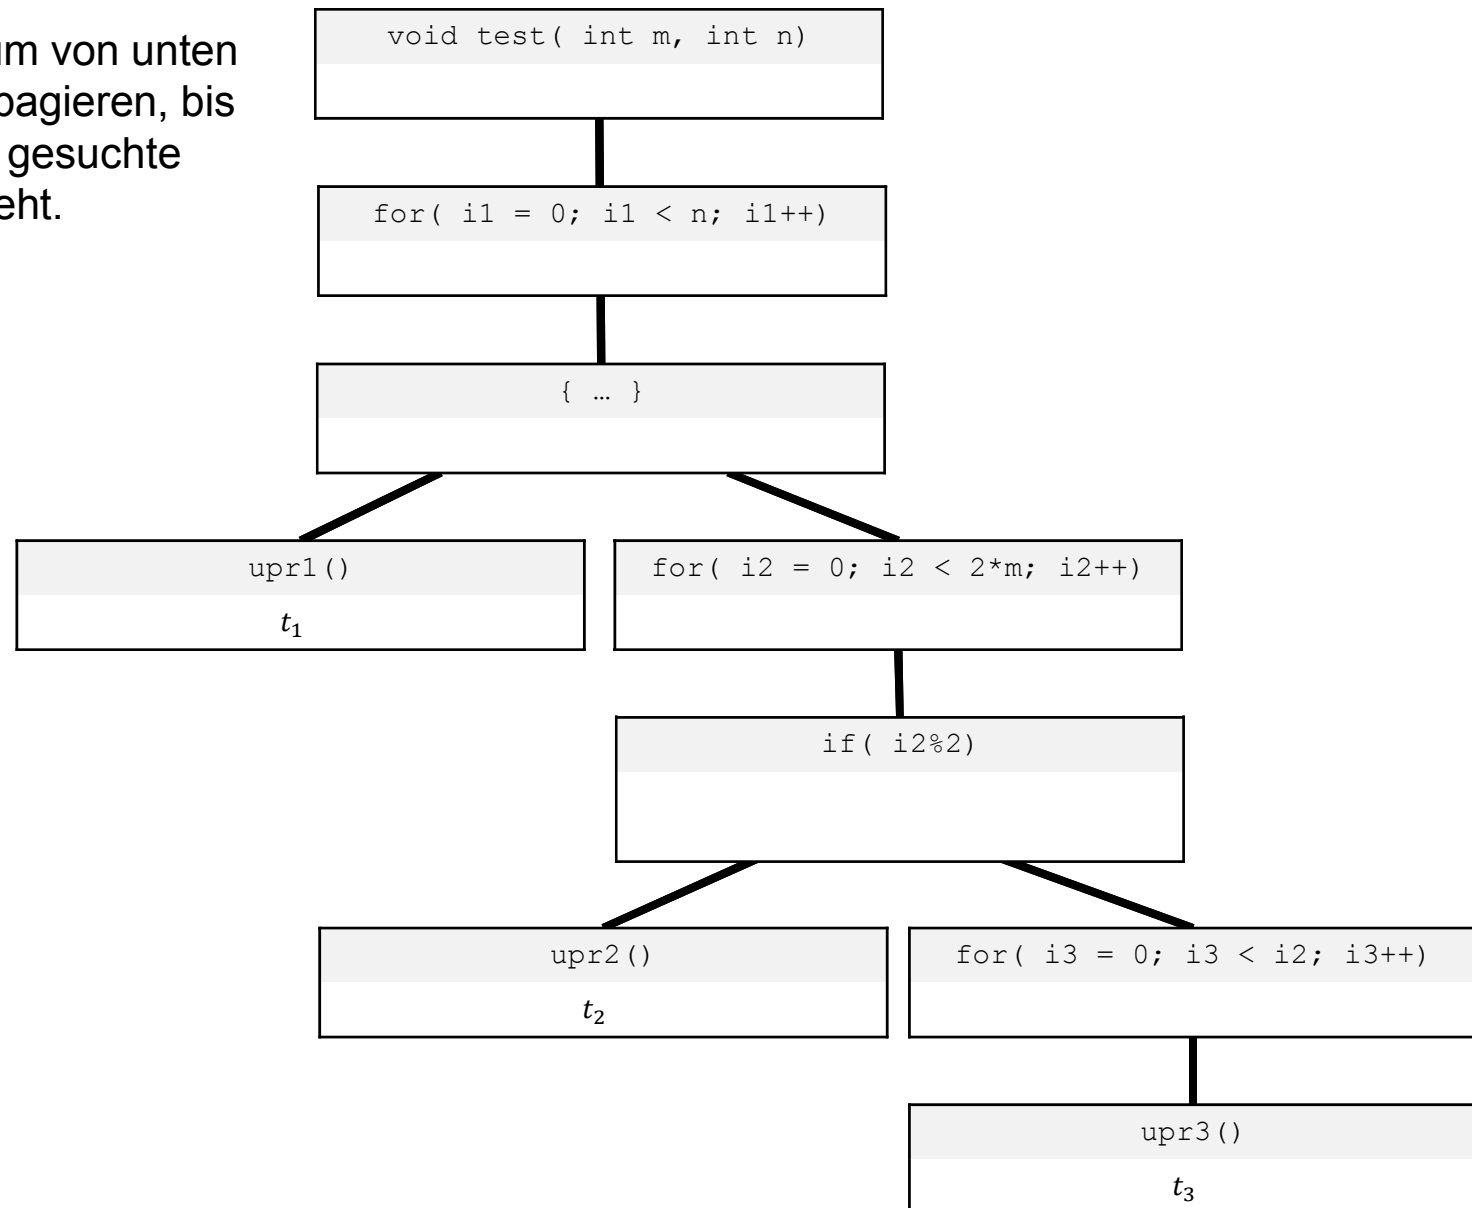 um von unten
pagieren, bis
gesuchte
eht.
void test( int m, int n)
for( i1 = 0; i1 < n; i1++)
{ … }
upr1()
t₁
for( i2 = 0; i2 < 2*m; i2++)
if( i2%2)
upr2()
t₂
for( i3 = 0; i3 < i2; i3++)
upr3()
t₃